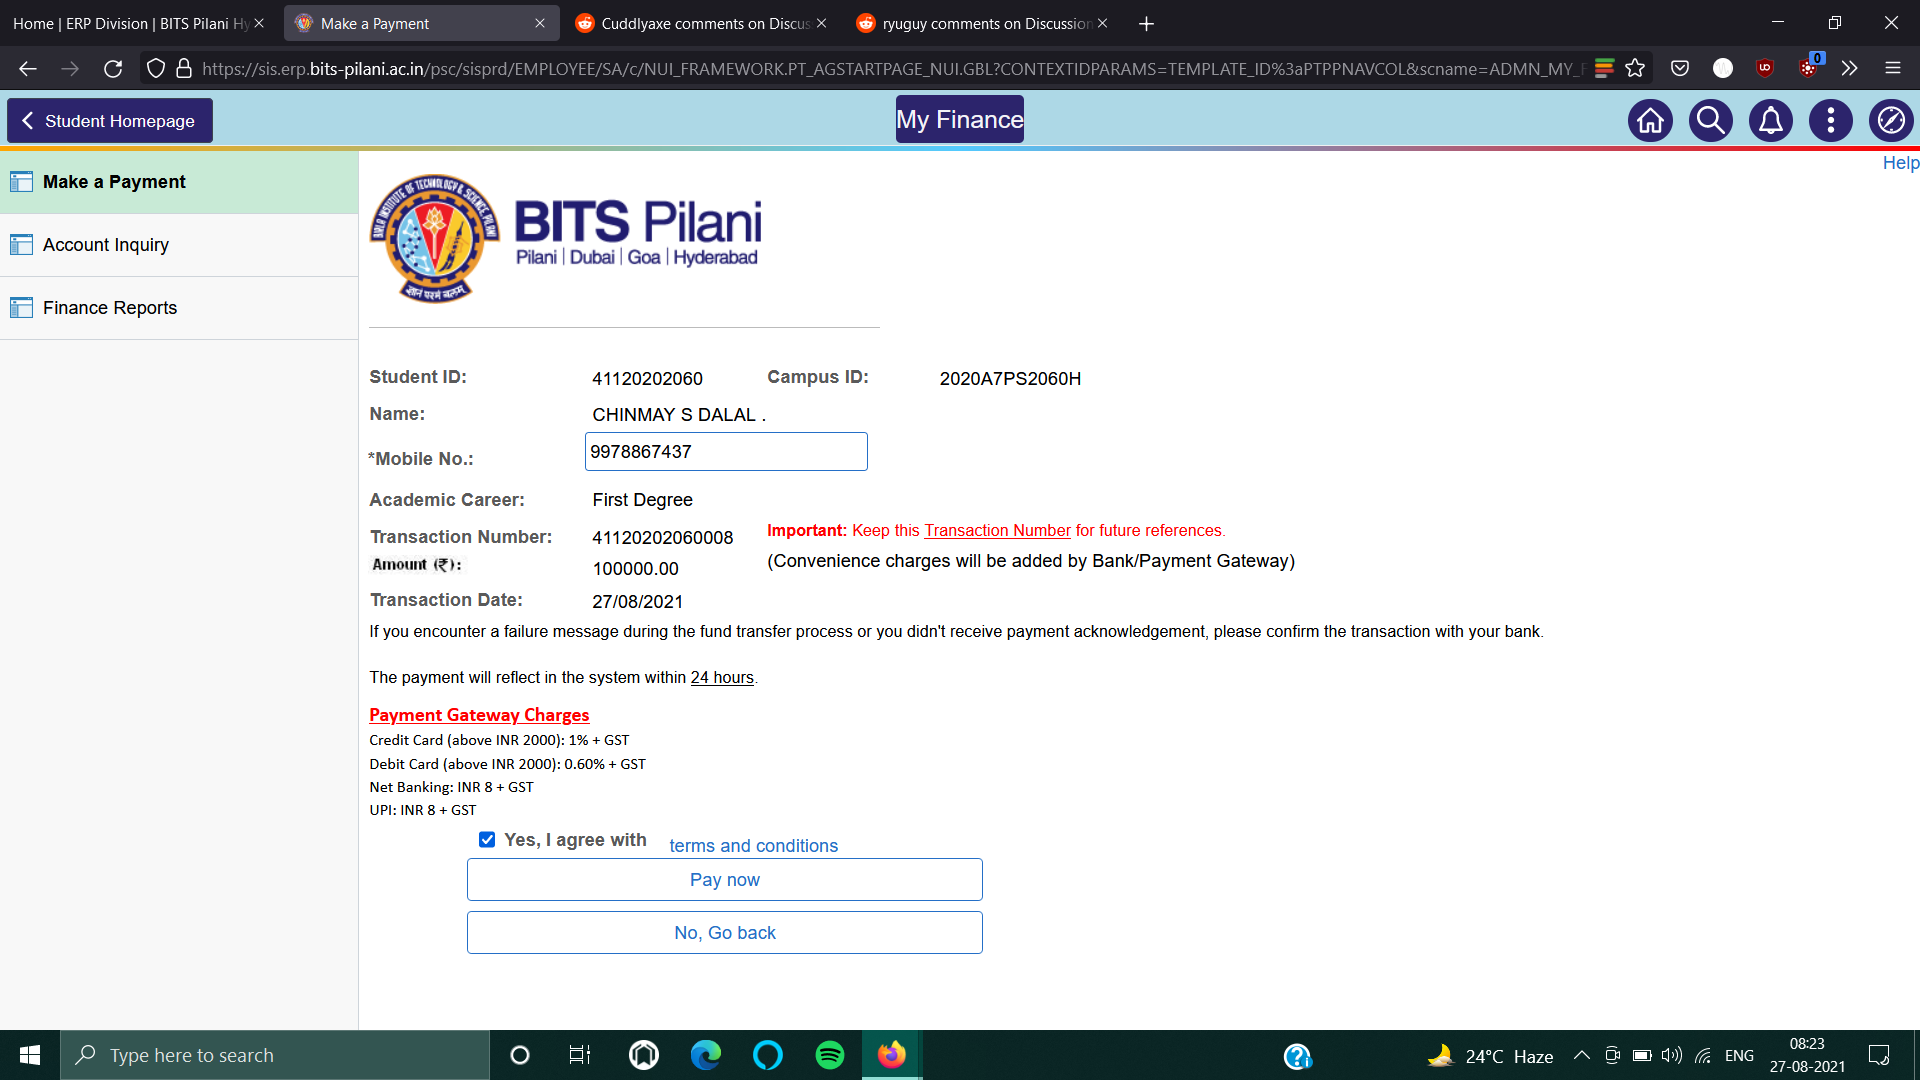 Home | ERP Division | BITS Pilani Hy
Make a Payment
Cuddlyaxe comments on Discus
ryuguy comments on Discussion
https://sis.erp.bits-pilani.ac.in/psc/sisprd/EMPLOYEE/SA/c/NUI_FRAMEWORK.PT_AGSTARTPAGE_NUI.GBL?CONTEXTIDPARAMS=TEMPLATE_ID%3aPTPPNAVCOL&scname=ADMN_MY_F
0
Student Homepage
My Finance
Help
Make a Payment
Account Inquiry
Finance Reports
BIRLA INSTITUTE OF TECHNOLOGY & SCIENCE, PILANI
ज्ञानं परमं बलम्
BITS Pilani
Pilani | Dubai | Goa | Hyderabad
Student ID: 41120202060 Campus ID: 2020A7PS2060H
Name: CHINMAY S DALAL .
*Mobile No.: 9978867437
Academic Career: First Degree
Transaction Number: 41120202060008 Important: Keep this Transaction Number for future references.
Amount (₹): 100000.00 (Convenience charges will be added by Bank/Payment Gateway)
Transaction Date: 27/08/2021
If you encounter a failure message during the fund transfer process or you didn't receive payment acknowledgement, please confirm the transaction with your bank.
The payment will reflect in the system within 24 hours.
Payment Gateway Charges
Credit Card (above INR 2000): 1% + GST
Debit Card (above INR 2000): 0.60% + GST
Net Banking: INR 8 + GST
UPI: INR 8 + GST
Yes, I agree with terms and conditions
Pay now
No, Go back
Type here to search
24°C Haze
ENG
08:23
27-08-2021